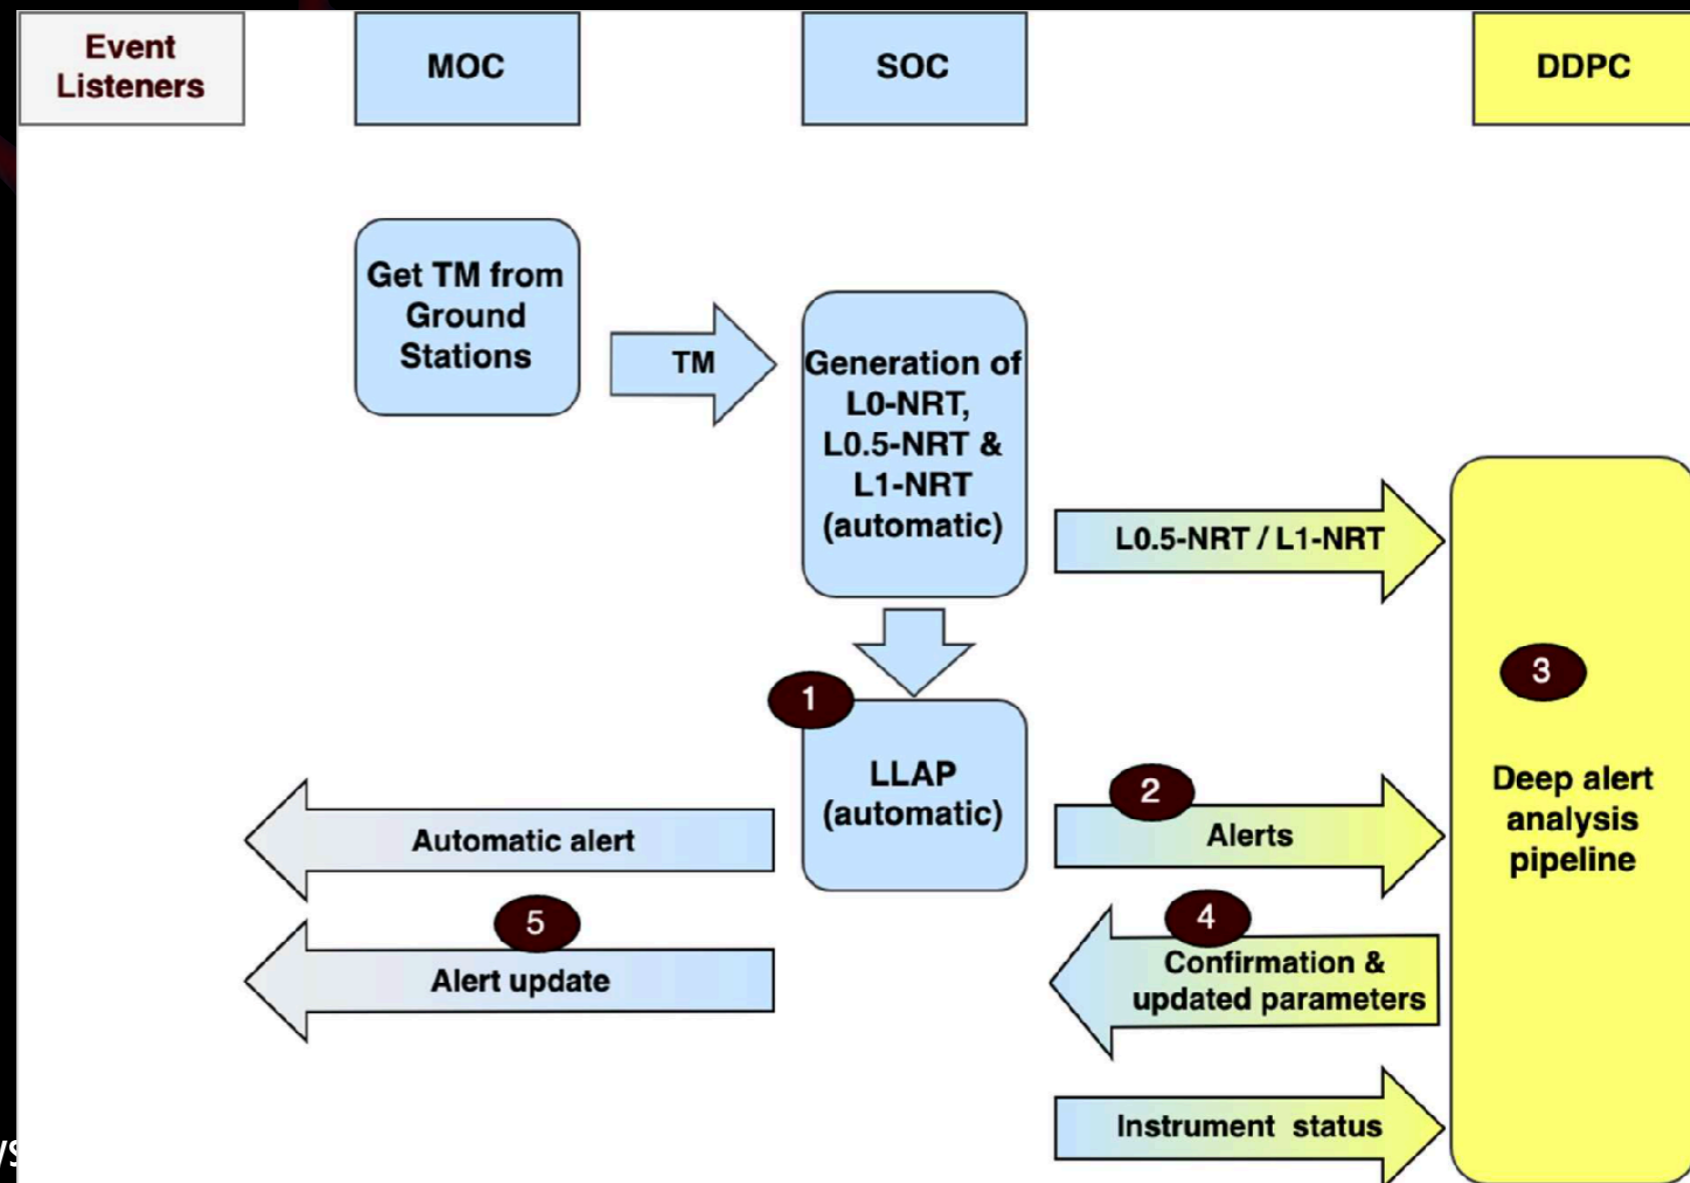 Event
Listeners
MOC
SOC
DDPC
Get TM from
Ground
Stations
TM
Generation of
L0-NRT,
L0.5-NRT &
L1-NRT
(automatic)
L0.5-NRT / L1-NRT
3
1
LLAP
(automatic)
2
Alerts
Deep alert
analysis
pipeline
Automatic alert
5
Alert update
4
Confirmation &
updated parameters
Instrument status